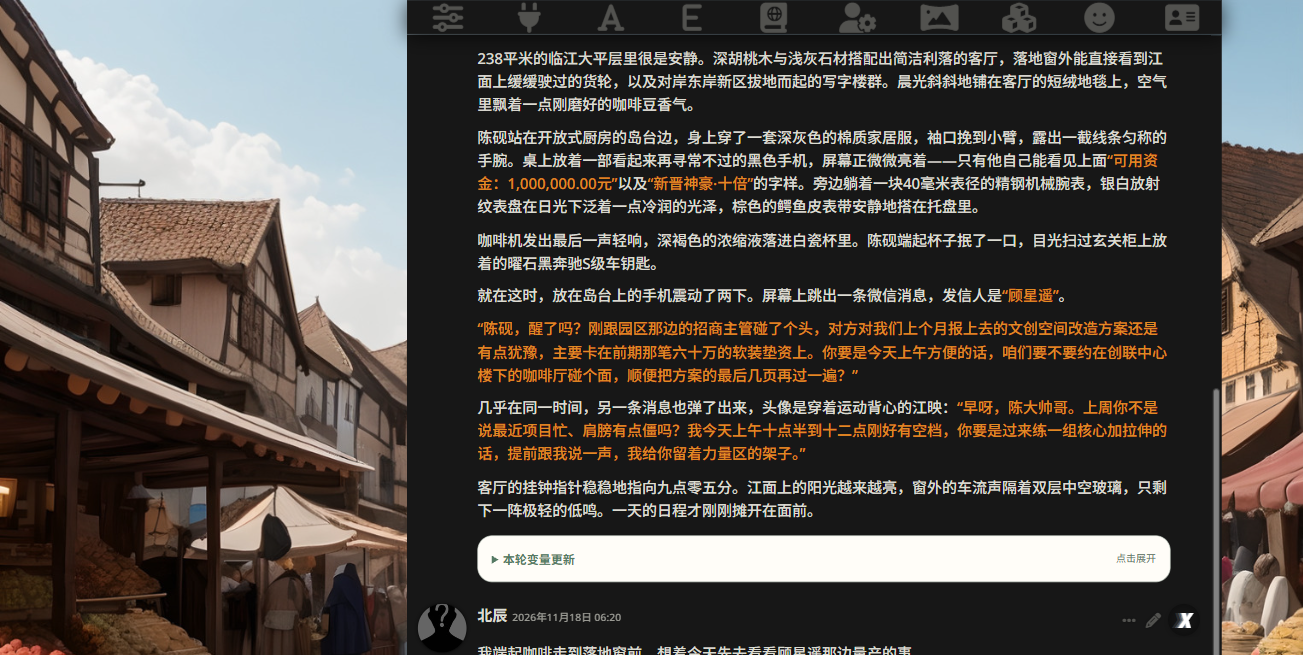 238平米的临江大平层里很是安静。深胡桃木与浅灰石材搭配出简洁利落的客厅，落地窗外能直接看到江
面上缓缓驶过的货轮，以及对岸东岸新区拔地而起的写字楼群。晨光斜斜地铺在客厅的短绒地毯上，空气
里飘着一点刚磨好的咖啡豆香气。
陈砚站在开放式厨房的岛台边，身上穿了一套深灰色的棉质家居服，袖口挽到小臂，露出一截线条匀称的
手腕。桌上放着一部看起来再寻常不过的黑色手机，屏幕正微微亮着——只有他自己能看见上面“可用资
金：1,000,000.00元”以及“新晋神豪·十倍”的字样。旁边躺着一块40毫米表径的精钢机械腕表，银白放射
纹表盘在日光下泛着一点冷润的光泽，棕色的鳄鱼皮表带安静地搭在托盘里。
咖啡机发出最后一声轻响，深褐色的浓缩液落进白瓷杯里。陈砚端起杯子抿了一口，目光扫过玄关柜上放
着的曜石黑奔驰S级车钥匙。
就在这时，放在岛台上的手机震动了两下。屏幕上跳出一条微信消息，发信人是“顾星遥”。
“陈砚，醒了吗？刚跟园区那边的招商主管碰了个头，对方对我们上个月报上去的文创空间改造方案还是
有点犹豫，主要卡在前期那笔六十万的软装垫资上。你要是今天上午方便的话，咱们要不要约在创联中心
楼下的咖啡厅碰个面，顺便把方案的最后几页再过一遍？”
几乎在同一时间，另一条消息也弹了出来，头像是穿着运动背心的江映：“早呀，陈大帅哥。上周你不是
说最近项目忙、肩膀有点僵吗？我今天上午十点半到十二点刚好有空档，你要是过来练一组核心加拉伸的
话，提前跟我说一声，我给你留着力量区的架子。”
客厅的挂钟指针稳稳地指向九点零五分。江面上的阳光越来越亮，窗外的车流声隔着双层中空玻璃，只剩
下一阵极轻的低鸣。一天的日程才刚刚摊开在面前。
本轮变量更新
点击展开
北辰 2026年11月18日 06:20
我端起咖啡走到落地窗前，想着今天先去看看顾星遥那边量产的事